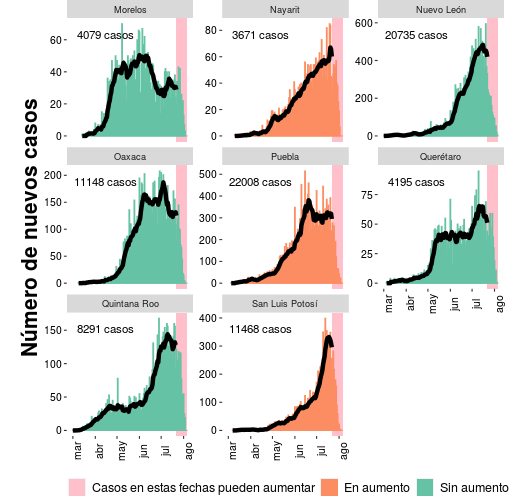 Morelos
Nayarit
Nuevo León
4079 casos
3671 casos
20735 casos
60
40
20
0
80
60
40
20
0
600
400
200
0
Oaxaca
Puebla
Querétaro
11148 casos
22008 casos
4195 casos
200
150
100
50
0
500
400
300
200
100
0
75
50
25
0
mar
abr
may
jun
jul
ago
Quintana Roo
San Luis Potosí
8291 casos
11468 casos
150
100
50
0
400
300
200
100
0
mar
abr
may
jun
jul
ago
mar
abr
may
jun
jul
ago
Número de nuevos casos
Casos en estas fechas pueden aumentar
En aumento
Sin aumento